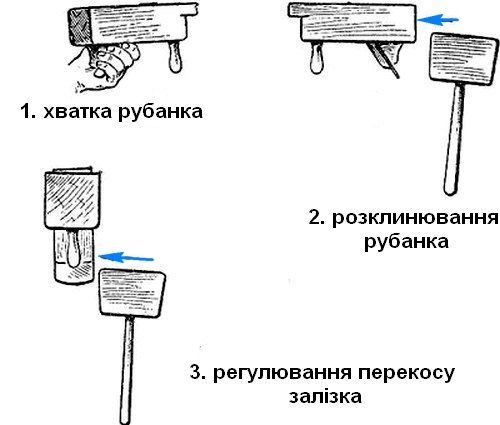 1. хватка рубанка
2. розклинювання
рубанка
3. регулювання перекосу
залізка